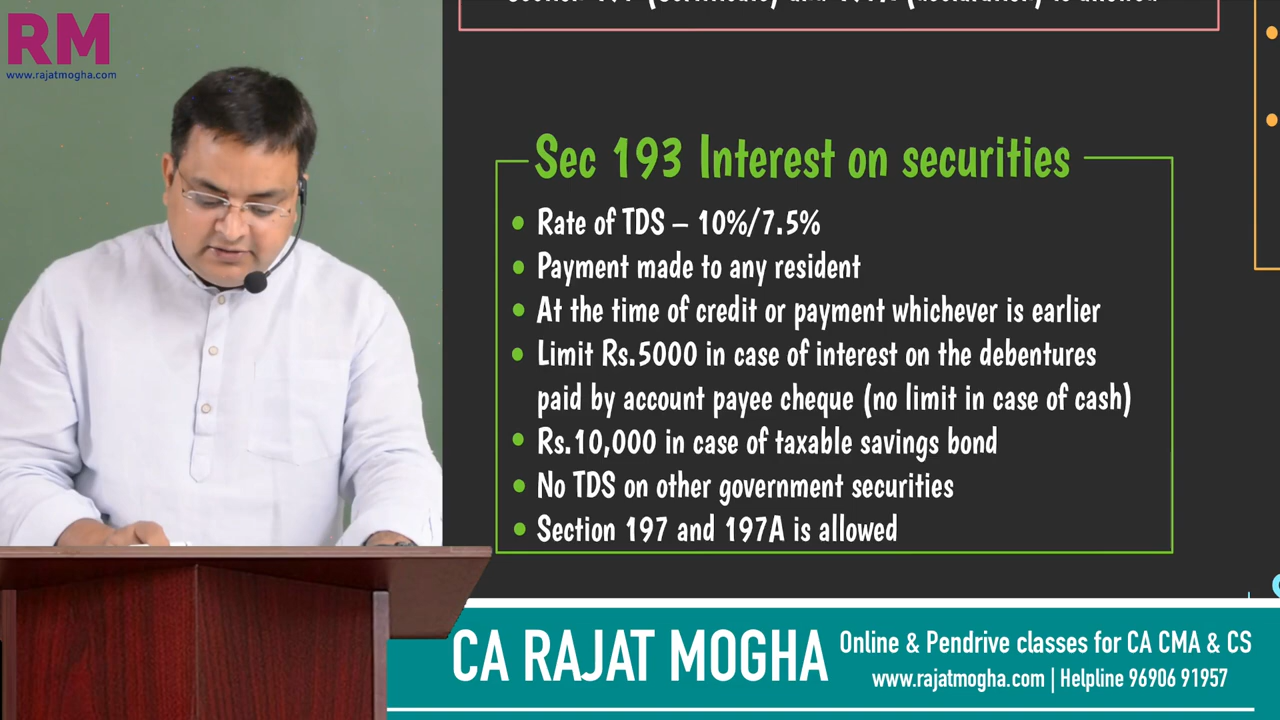 RM
www.rajatmogha.com
Sec 193 Interest on securities
• Rate of TDS – 10%/7.5%
• Payment made to any resident
• At the time of credit or payment whichever is earlier
• Limit Rs.5000 in case of interest on the debentures
paid by account payee cheque (no limit in case of cash)
• Rs.10,000 in case of taxable savings bond
• No TDS on other government securities
• Section 197 and 197A is allowed
CA RAJAT MOGHA
Online & Pendrive classes for CA CMA & CS
www.rajatmogha.com | Helpline 96906 91957